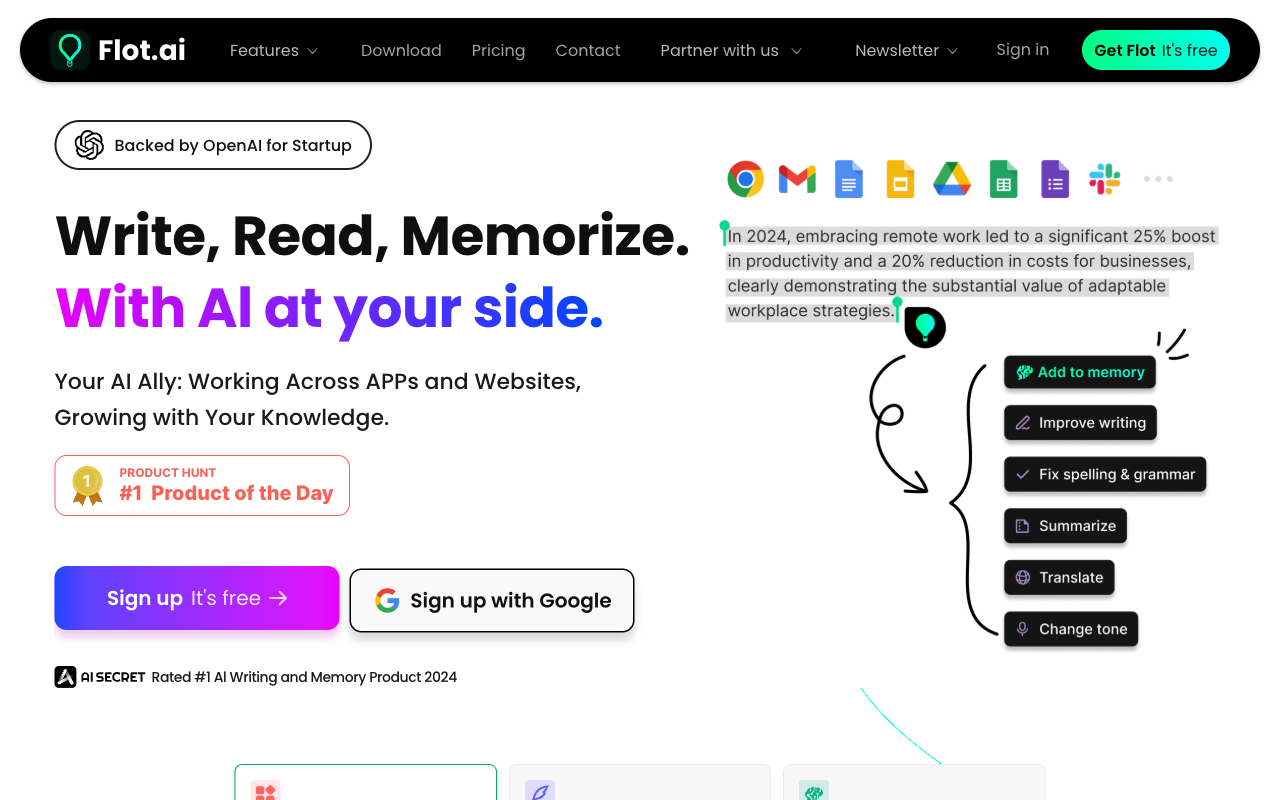 Flot.ai
Features
Download
Pricing
Contact
Partner with us
Newsletter
Sign in
Get Flot It's free
Backed by OpenAI for Startup
Write, Read, Memorize.
With AI at your side.
Your AI Ally: Working Across APPs and Websites,
Growing with Your Knowledge.
1
PRODUCT HUNT
#1 Product of the Day
Sign up It's free →
Sign up with Google
AI SECRET Rated #1 AI Writing and Memory Product 2024
In 2024, embracing remote work led to a significant 25% boost
in productivity and a 20% reduction in costs for businesses,
clearly demonstrating the substantial value of adaptable
workplace strategies.
Add to memory
Improve writing
Fix spelling & grammar
Summarize
Translate
Change tone